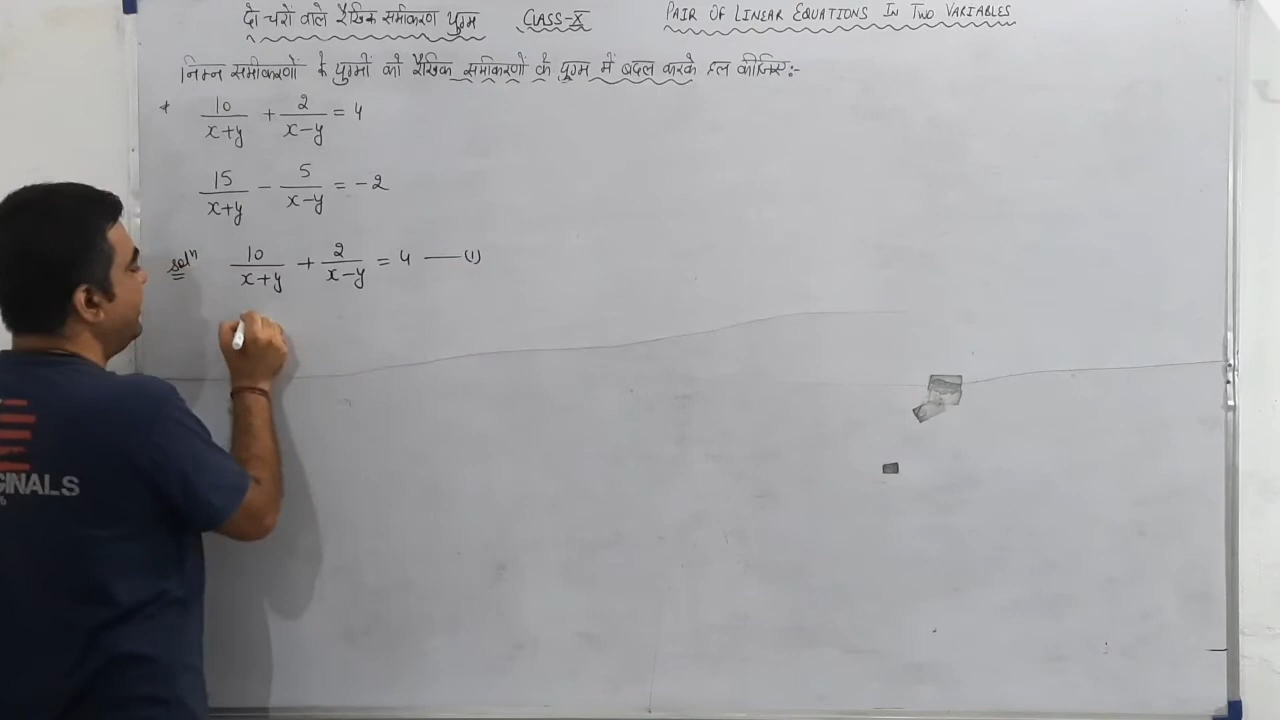 दो चरों वाले रैखिक समीकरण युग्म CLASS-X PAIR OF LINEAR EQUATIONS IN TWO VARIABLES
निम्न समीकरणों के युग्मों को रैखिक समीकरणों के युग्म में बदल करके हल कीजिए:-
* 10/(x+y) + 2/(x-y) = 4
15/(x+y) - 5/(x-y) = -2
solⁿ 10/(x+y) + 2/(x-y) = 4 —(1)
GINALS